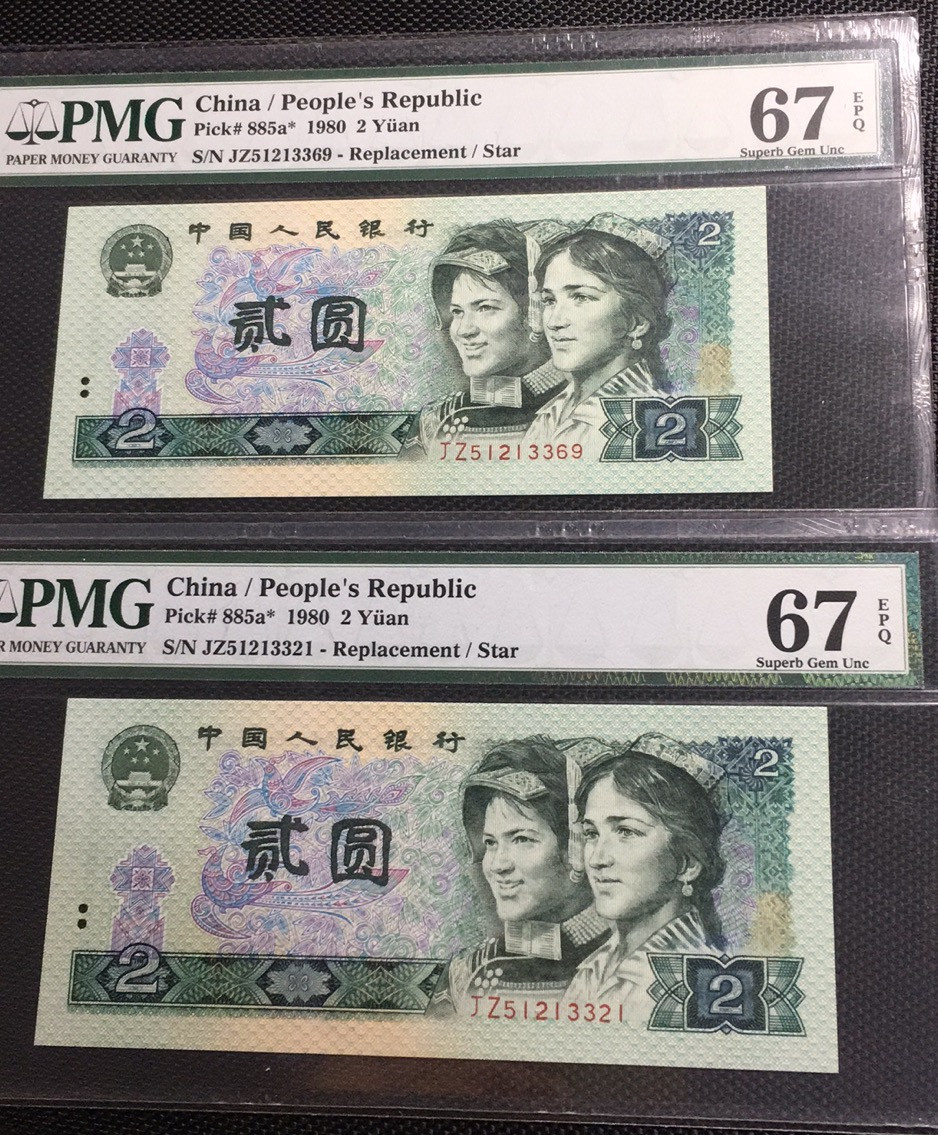 PMG
PAPER MONEY GUARANTY
China / People's Republic
Pick# 885a* 1980 2 Yüan
S/N JZ51213369 - Replacement / Star
67 EPQ
Superb Gem Unc
中国人民银行
2
贰圆
2
2
JZ51213369
PMG
R MONEY GUARANTY
China / People's Republic
Pick# 885a* 1980 2 Yüan
S/N JZ51213321 - Replacement / Star
67 EPQ
Superb Gem Unc
中国人民银行
2
贰圆
2
2
JZ51213321